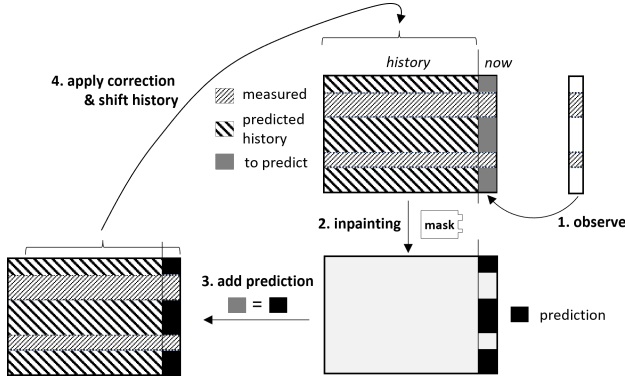 history now
4. apply correction
& shift history
measured
predicted
history
to predict
2. inpainting
mask
1. observe
3. add prediction
=
prediction